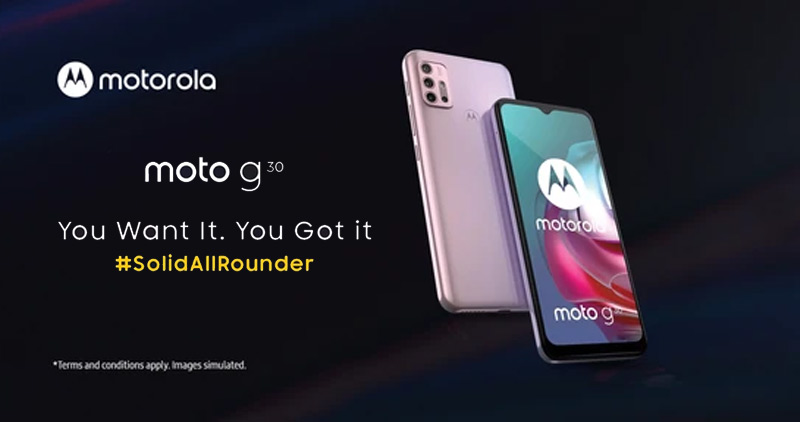 motorola
moto g30
You Want It. You Got it
#SolidAllRounder
*Terms and conditions apply. Images simulated.
motorola
moto g30